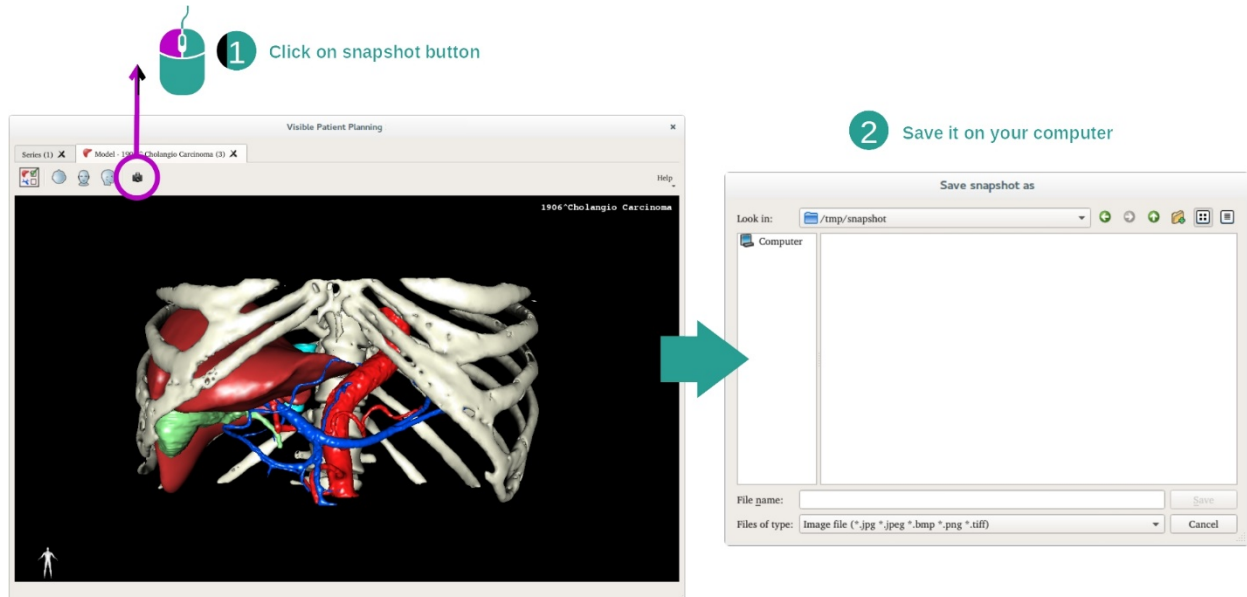 1 Click on snapshot button
Visible Patient Planning
Series (1)
Model - 190 Cholangio Carcinoma (3)
Help
1906^Cholangio Carcinoma
2 Save it on your computer
Save snapshot as
Look in: /tmp/snapshot
Computer
File name: Save
Files of type: Image file (*.jpg *.jpeg *.bmp *.png *.tiff) Cancel